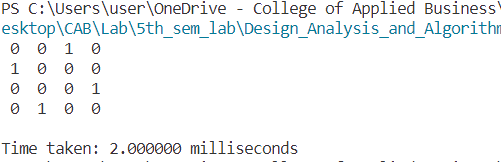 PS C:\Users\user\OneDrive - College of Applied Business\
esktop\CAB\Lab\5th_sem_lab\Design_Analysis_and_Algorithm
0 0 1 0
1 0 0 0
0 0 0 1
0 1 0 0
Time taken: 2.000000 milliseconds